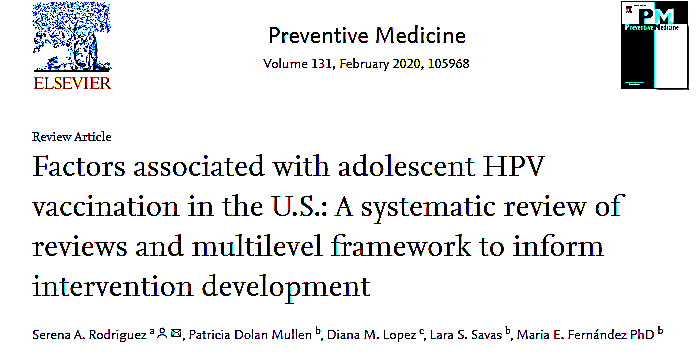 Preventive Medicine
Volume 131, February 2020, 105968
ELSEVIER
PM
Preventive Medicine
Review Article
Factors associated with adolescent HPV
vaccination in the U.S.: A systematic review of
reviews and multilevel framework to inform
intervention development
Serena A. Rodriguez a, Patricia Dolan Mullen b, Diana M. Lopez c, Lara S. Savas b, Maria E. Fernández PhD b